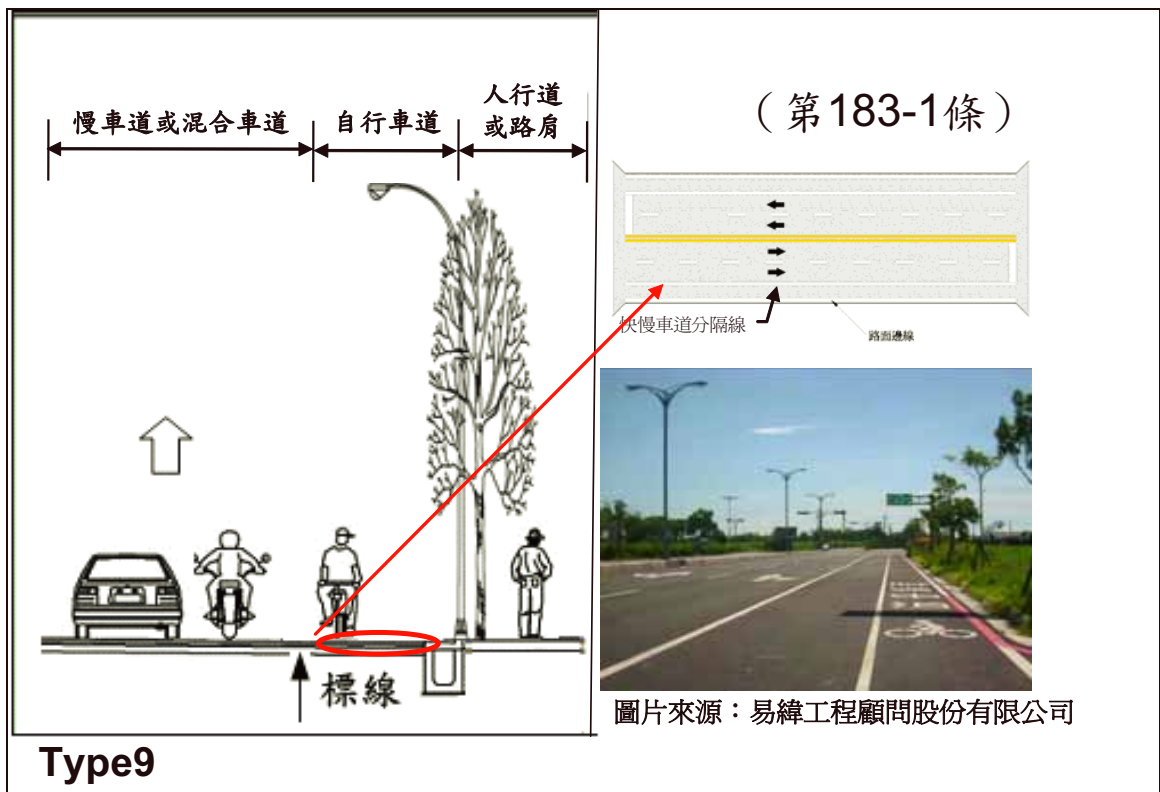 慢車道或混合車道
自行車道
人行道
或路肩
（第183-1條）
快慢車道分隔線
路面邊線
標線
圖片來源：易緯工程顧問股份有限公司
Type9